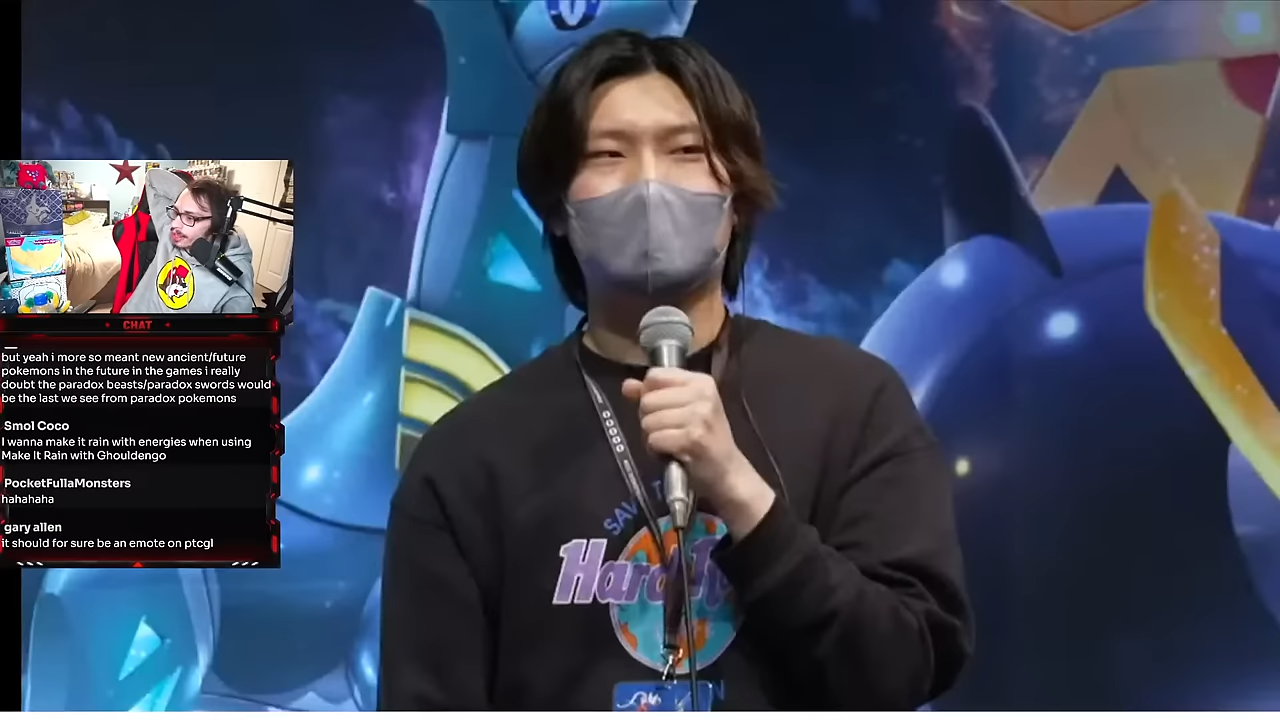 CHAT
but yeah i more so meant new ancient/future
pokemons in the future in the games i really
doubt the paradox beasts/paradox swords would
be the last we see from paradox pokemons
Smol Coco
I wanna make it rain with energies when using
Make It Rain with Ghouldengo
PocketFullaMonsters
hahahaha
gary allen
it should for sure be an emote on ptcgl
SAVE T
Hard